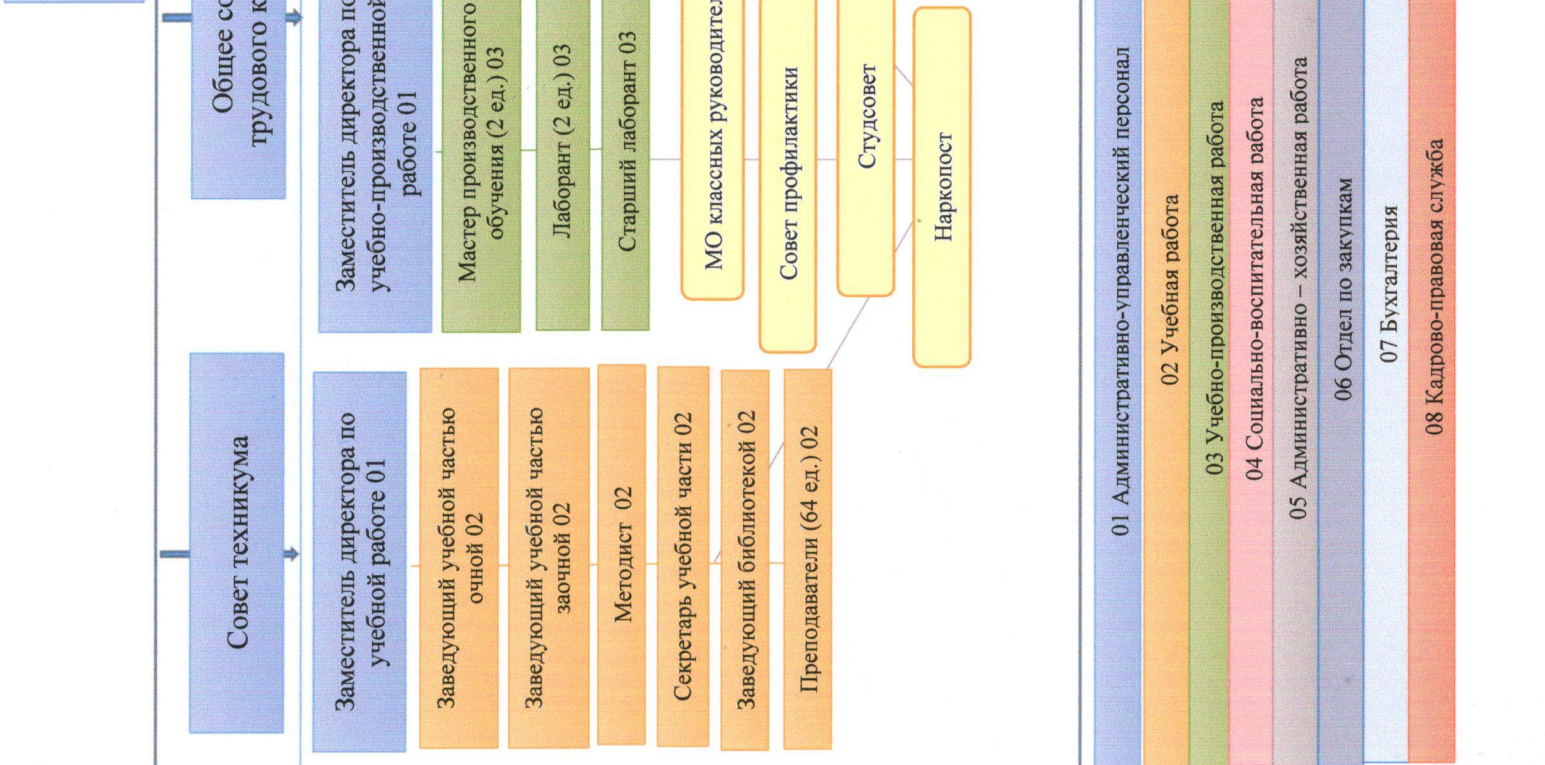 Совет техникума
Общее
трудового
Заместитель директора по
учебной работе 01
Заведующий учебной частью
очной 02
Заведующий учебной частью
заочной 02
Методист 02
Секретарь учебной части 02
Заведующий библиотекой 02
Преподаватели (64 ед.) 02
Заместитель директора по
учебно-производственной
работе 01
Мастер производственного
обучения (2 ед.) 03
Лаборант (2 ед.) 03
Старший лаборант 03
МО классных
Совет профилактики
Студсовет
Наркопост
01 Административно-управленческий персонал
02 Учебная работа
03 Учебно-производственная работа
04 Социально-воспитательная работа
05 Административно – хозяйственная работа
06 Отдел по закупкам
07 Бухгалтерия
08 Кадрово-правовая служба